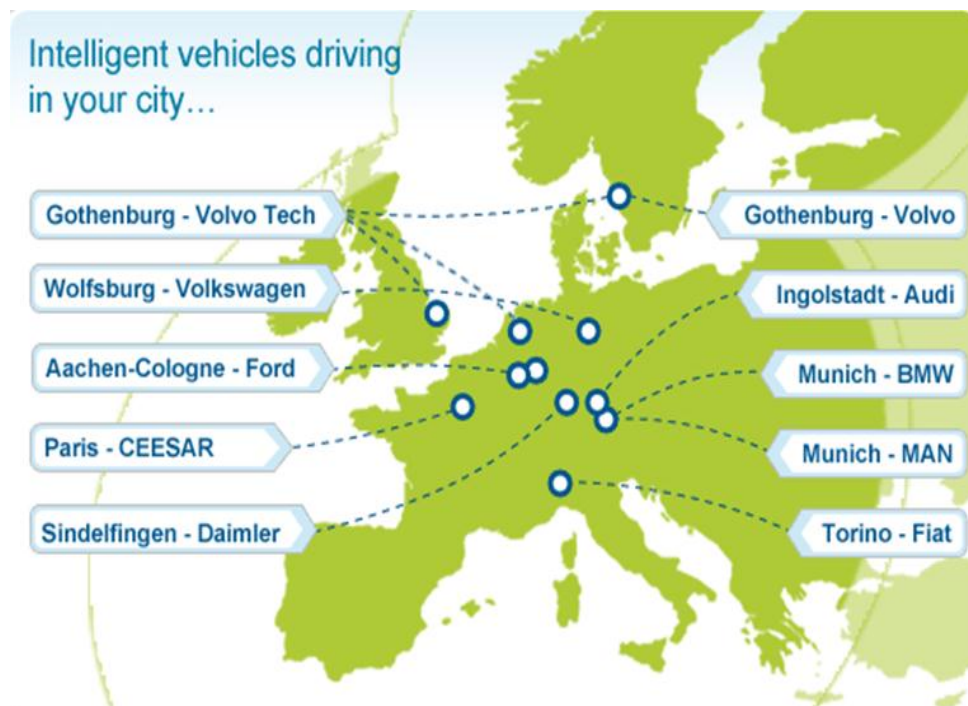 Intelligent vehicles driving
in your city...
Gothenburg - Volvo Tech
Wolfsburg - Volkswagen
Aachen-Cologne - Ford
Paris - CEESAR
Sindelfingen - Daimler
Gothenburg - Volvo
Ingolstadt - Audi
Munich - BMW
Munich - MAN
Torino - Fiat